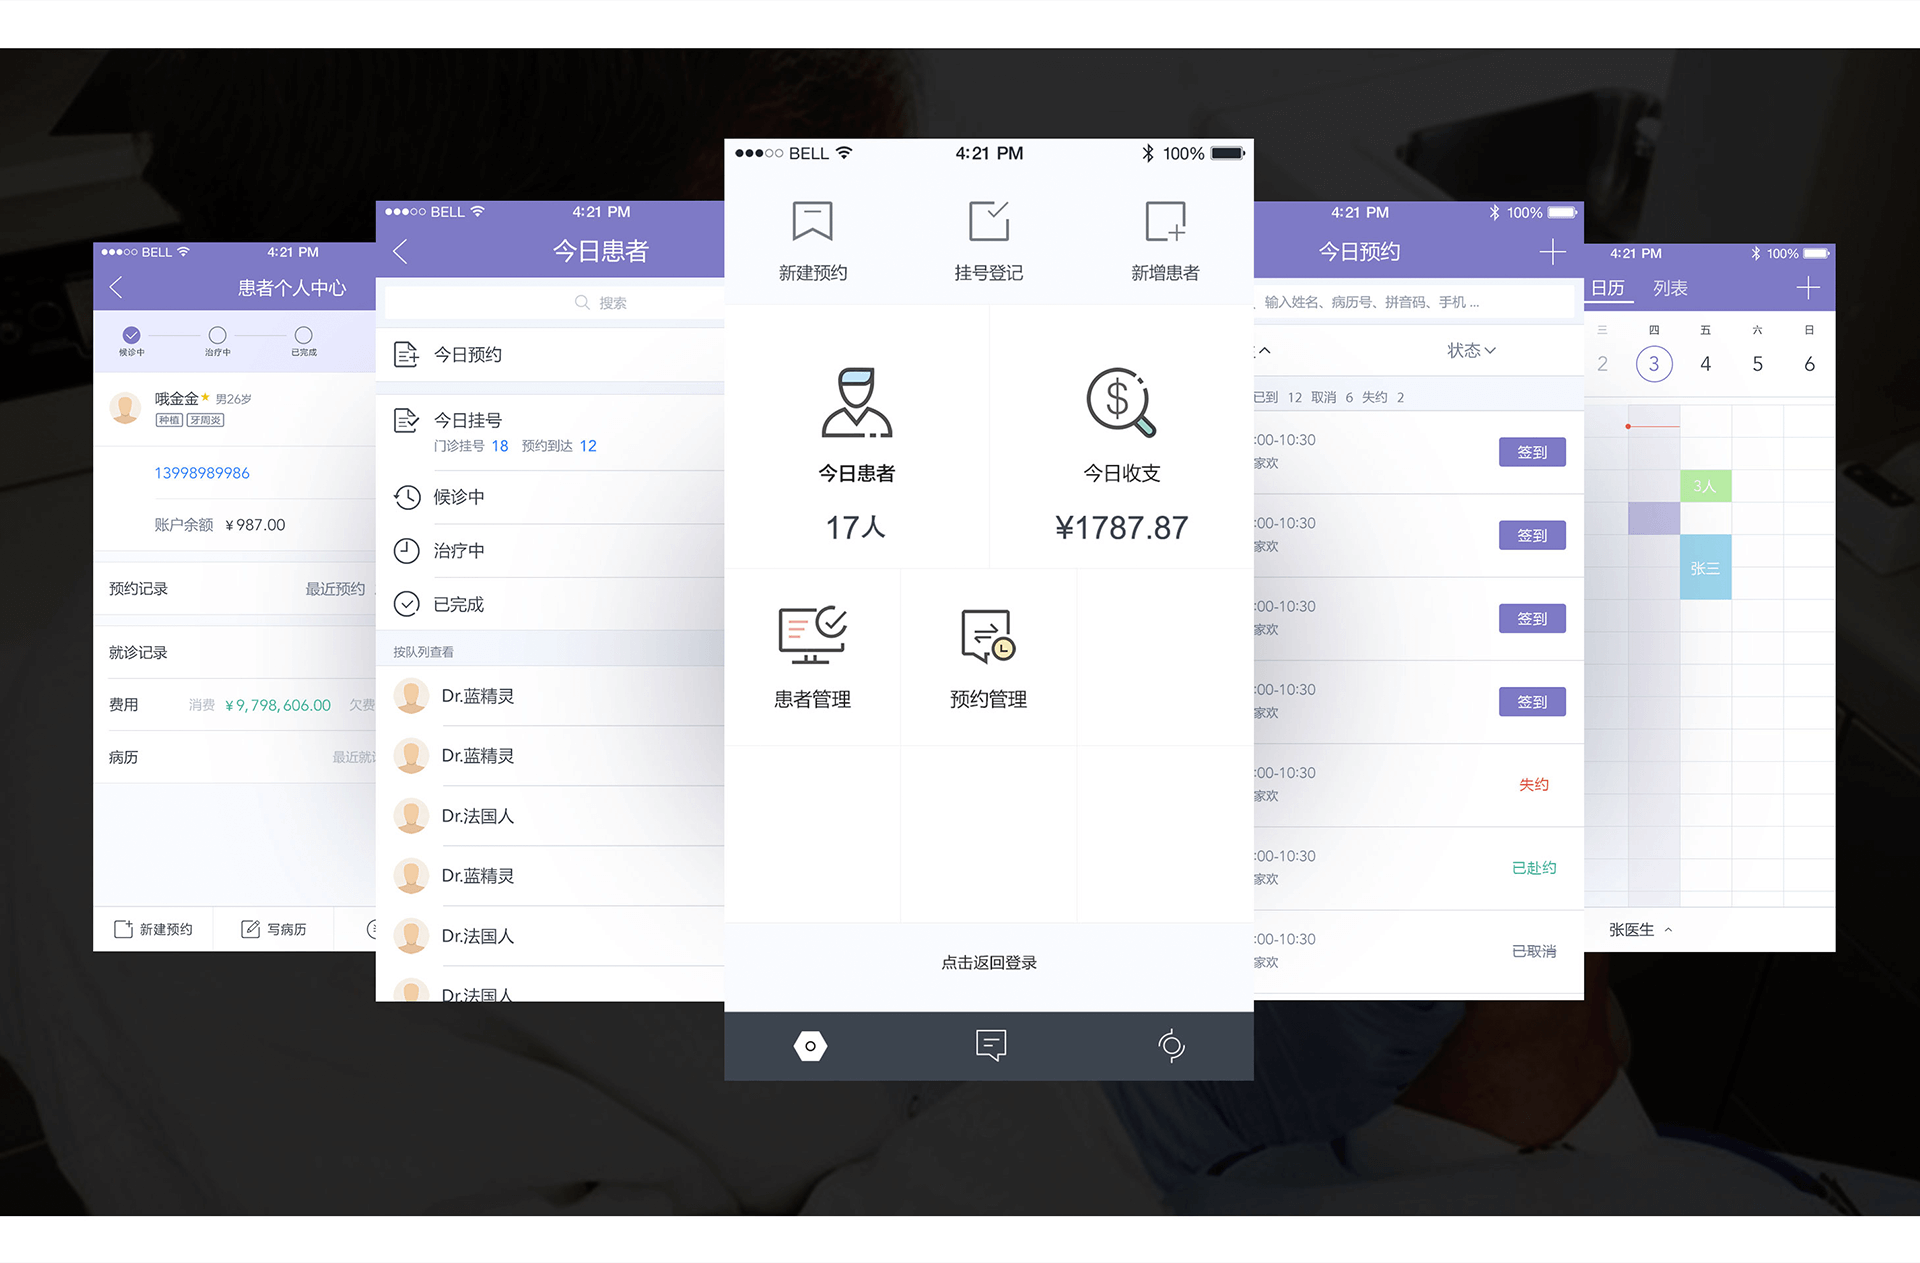 BELL 4:21 PM
患者个人中心
候诊中 治疗中 已完成
哦金金 男26岁
种植 牙周炎
13998989986
账户余额 ¥987.00
预约记录 最近预约
就诊记录
费用 消费 ¥9,798,606.00 欠费
病历 最近就
新建预约 写病历
BELL 4:21 PM
今日患者
搜索
今日预约
今日挂号
门诊挂号 18 预约到达 12
候诊中
治疗中
已完成
按队列查看
Dr.蓝精灵
Dr.蓝精灵
Dr.法国人
Dr.蓝精灵
Dr.法国人
Dr.法国人
BELL 4:21 PM 100%
新建预约 挂号登记 新增患者
今日患者 今日收支
17人 ¥1787.87
患者管理 预约管理
点击返回登录
4:21 PM 100%
今日预约
输入姓名、病历号、拼音码、手机 ...
状态
已到 12 取消 6 失约 2
:00-10:30
家欢 签到
:00-10:30
家欢 签到
:00-10:30
家欢 签到
:00-10:30
家欢 签到
:00-10:30
家欢 失约
:00-10:30
家欢 已赴约
:00-10:30
家欢 已取消
4:21 PM 100%
日历 列表
三 四 五 六 日
2 3 4 5 6
3人
张三
张医生